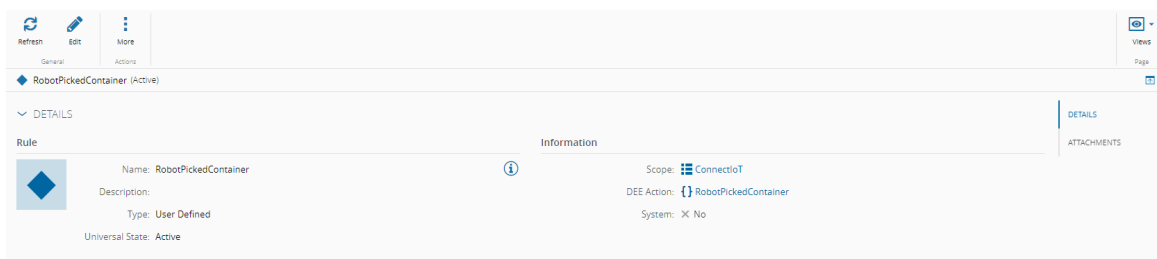 Refresh Edit More Views
General Actions Page
RobotPickedContainer (Active)
DETAILS
DETAILS
Rule Information
ATTACHMENTS
Name: RobotPickedContainer Scope: ConnectIoT
Description: DEE Action: {} RobotPickedContainer
Type: User Defined System: No
Universal State: Active